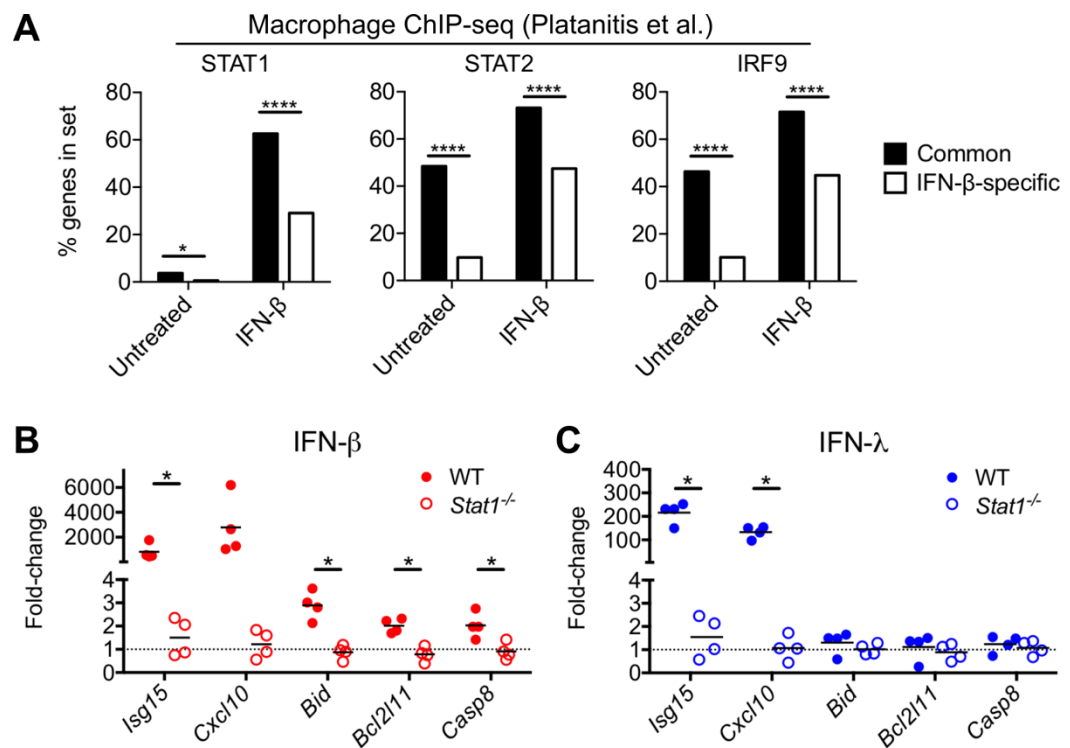 A
Macrophage ChIP-seq (Platanitis et al.)
STAT1
STAT2
IRF9
% genes in set
80
60
40
20
0
*
****
Untreated
IFN-β
80
60
40
20
0
****
****
Untreated
IFN-β
80
60
40
20
0
****
****
Untreated
IFN-β
Common
IFN-β-specific
B
IFN-β
Fold-change
6000
4000
2000
4
3
2
1
0
*
*
*
*
WT
Stat1-/-
Isg15
Cxcl10
Bid
Bcl2l11
Casp8
C
IFN-λ
Fold-change
400
300
200
100
4
3
2
1
0
*
*
WT
Stat1-/-
Isg15
Cxcl10
Bid
Bcl2l11
Casp8